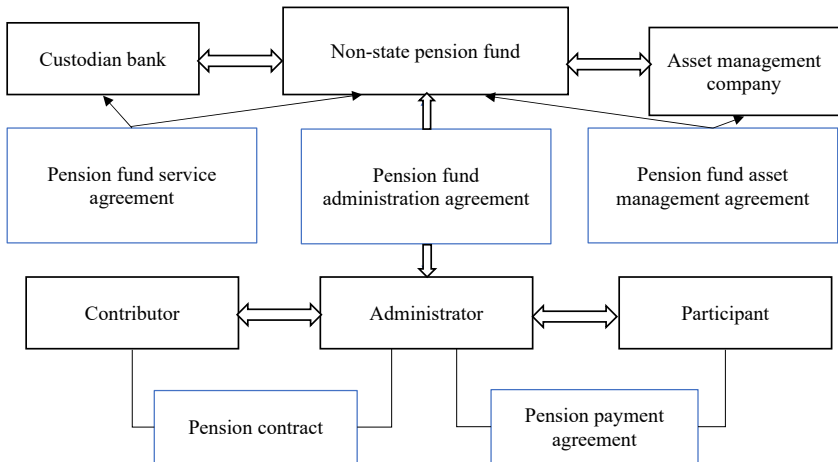 Custodian bank
Non-state pension fund
Asset management
company
Pension fund service
agreement
Pension fund
administration agreement
Pension fund asset
management agreement
Contributor
Administrator
Participant
Pension contract
Pension payment
agreement